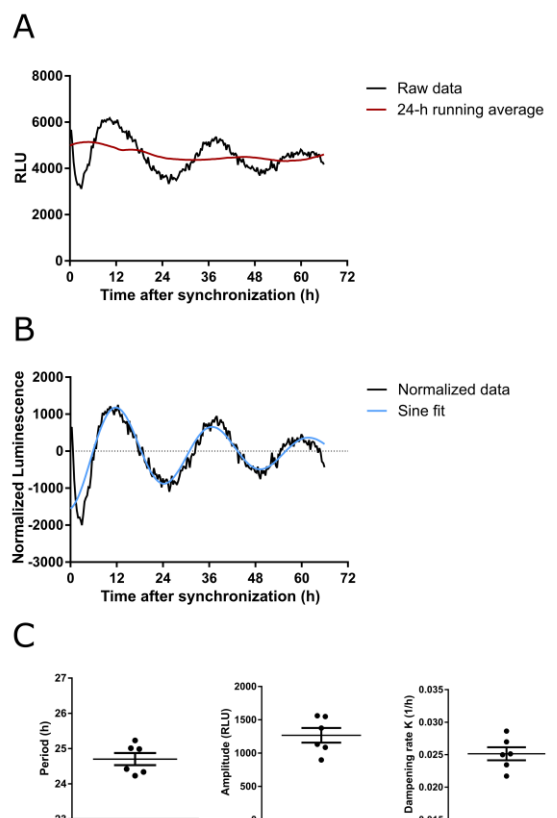 A
8000
6000
4000
2000
0
RLU
0 12 24 36 48 60 72
Time after synchronization (h)
Raw data
24-h running average
B
2000
1000
0
-1000
-2000
-3000
Normalized Luminescence
0 12 24 36 48 60 72
Time after synchronization (h)
Normalized data
Sine fit
C
27
26
25
24
Period (h)
2000
1500
1000
500
Amplitude (RLU)
0.035
0.030
0.025
0.020
Dampening rate K (1/h)